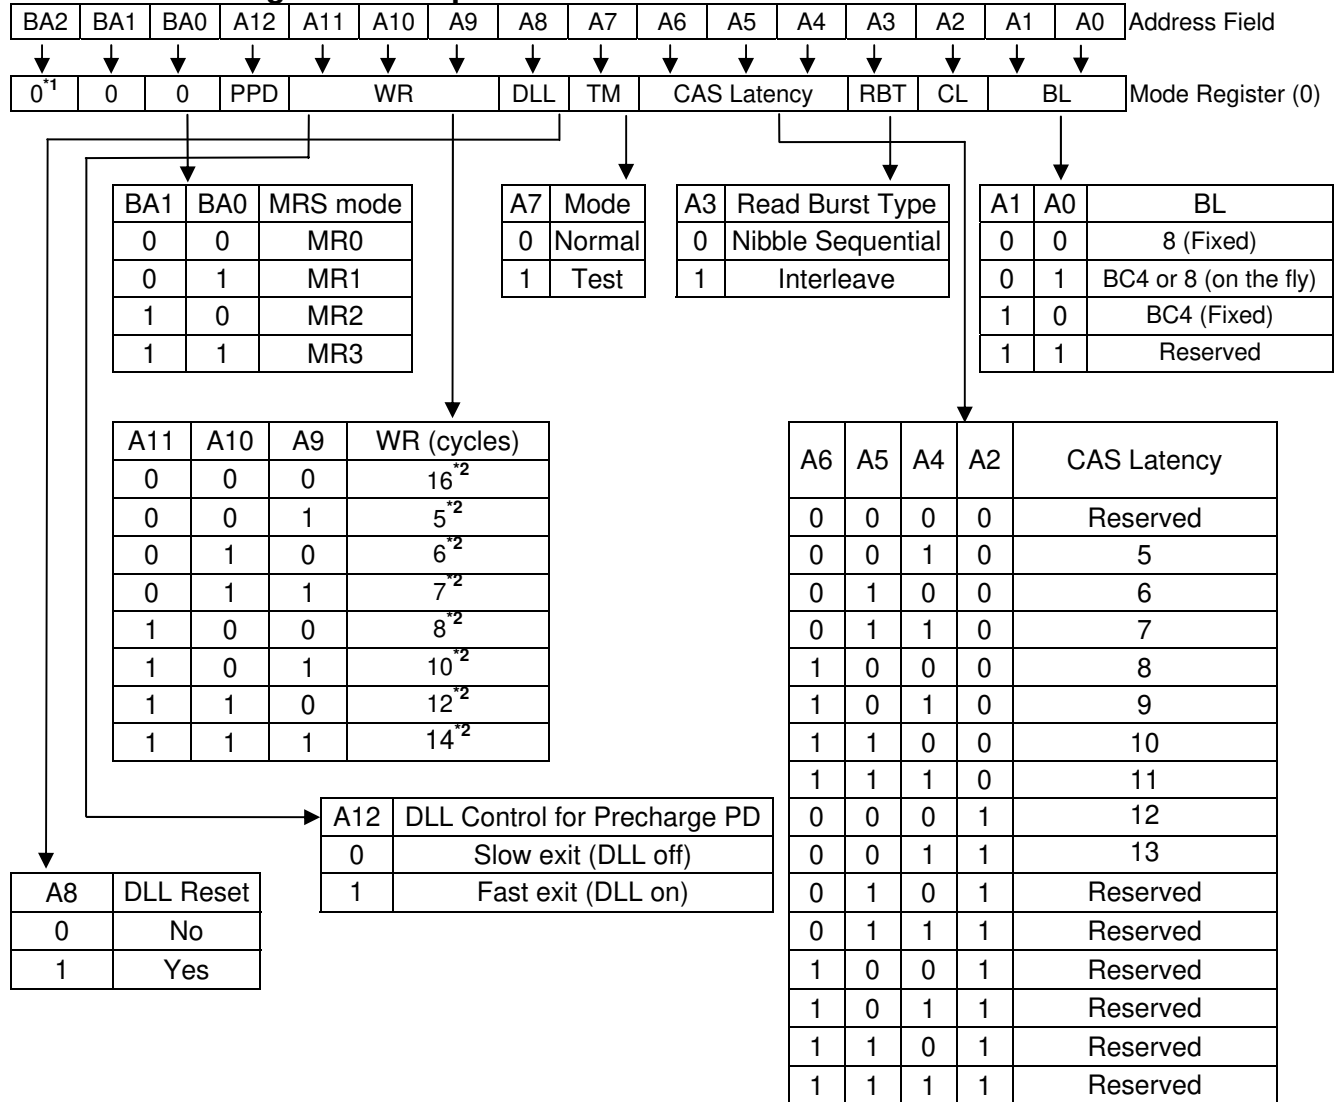 BA2 BA1 BA0 A12 A11 A10 A9 A8 A7 A6 A5 A4 A3 A2 A1 A0 Address Field
0*1 0 0 PPD WR DLL TM CAS Latency RBT CL BL Mode Register (0)
BA1 BA0 MRS mode
0 0 MR0
0 1 MR1
1 0 MR2
1 1 MR3
A7 Mode
0 Normal
1 Test
A3 Read Burst Type
0 Nibble Sequential
1 Interleave
A1 A0 BL
0 0 8 (Fixed)
0 1 BC4 or 8 (on the fly)
1 0 BC4 (Fixed)
1 1 Reserved
A11 A10 A9 WR (cycles)
0 0 0 16*2
0 0 1 5*2
0 1 0 6*2
0 1 1 7*2
1 0 0 8*2
1 0 1 10*2
1 1 0 12*2
1 1 1 14*2
A6 A5 A4 A2 CAS Latency
0 0 0 0 Reserved
0 0 1 0 5
0 1 0 0 6
0 1 1 0 7
1 0 0 0 8
1 0 1 0 9
1 1 0 0 10
1 1 1 0 11
0 0 0 1 12
0 0 1 1 13
0 1 0 1 Reserved
0 1 1 1 Reserved
1 0 0 1 Reserved
1 0 1 1 Reserved
1 1 0 1 Reserved
1 1 1 1 Reserved
A12 DLL Control for Precharge PD
0 Slow exit (DLL off)
1 Fast exit (DLL on)
A8 DLL Reset
0 No
1 Yes